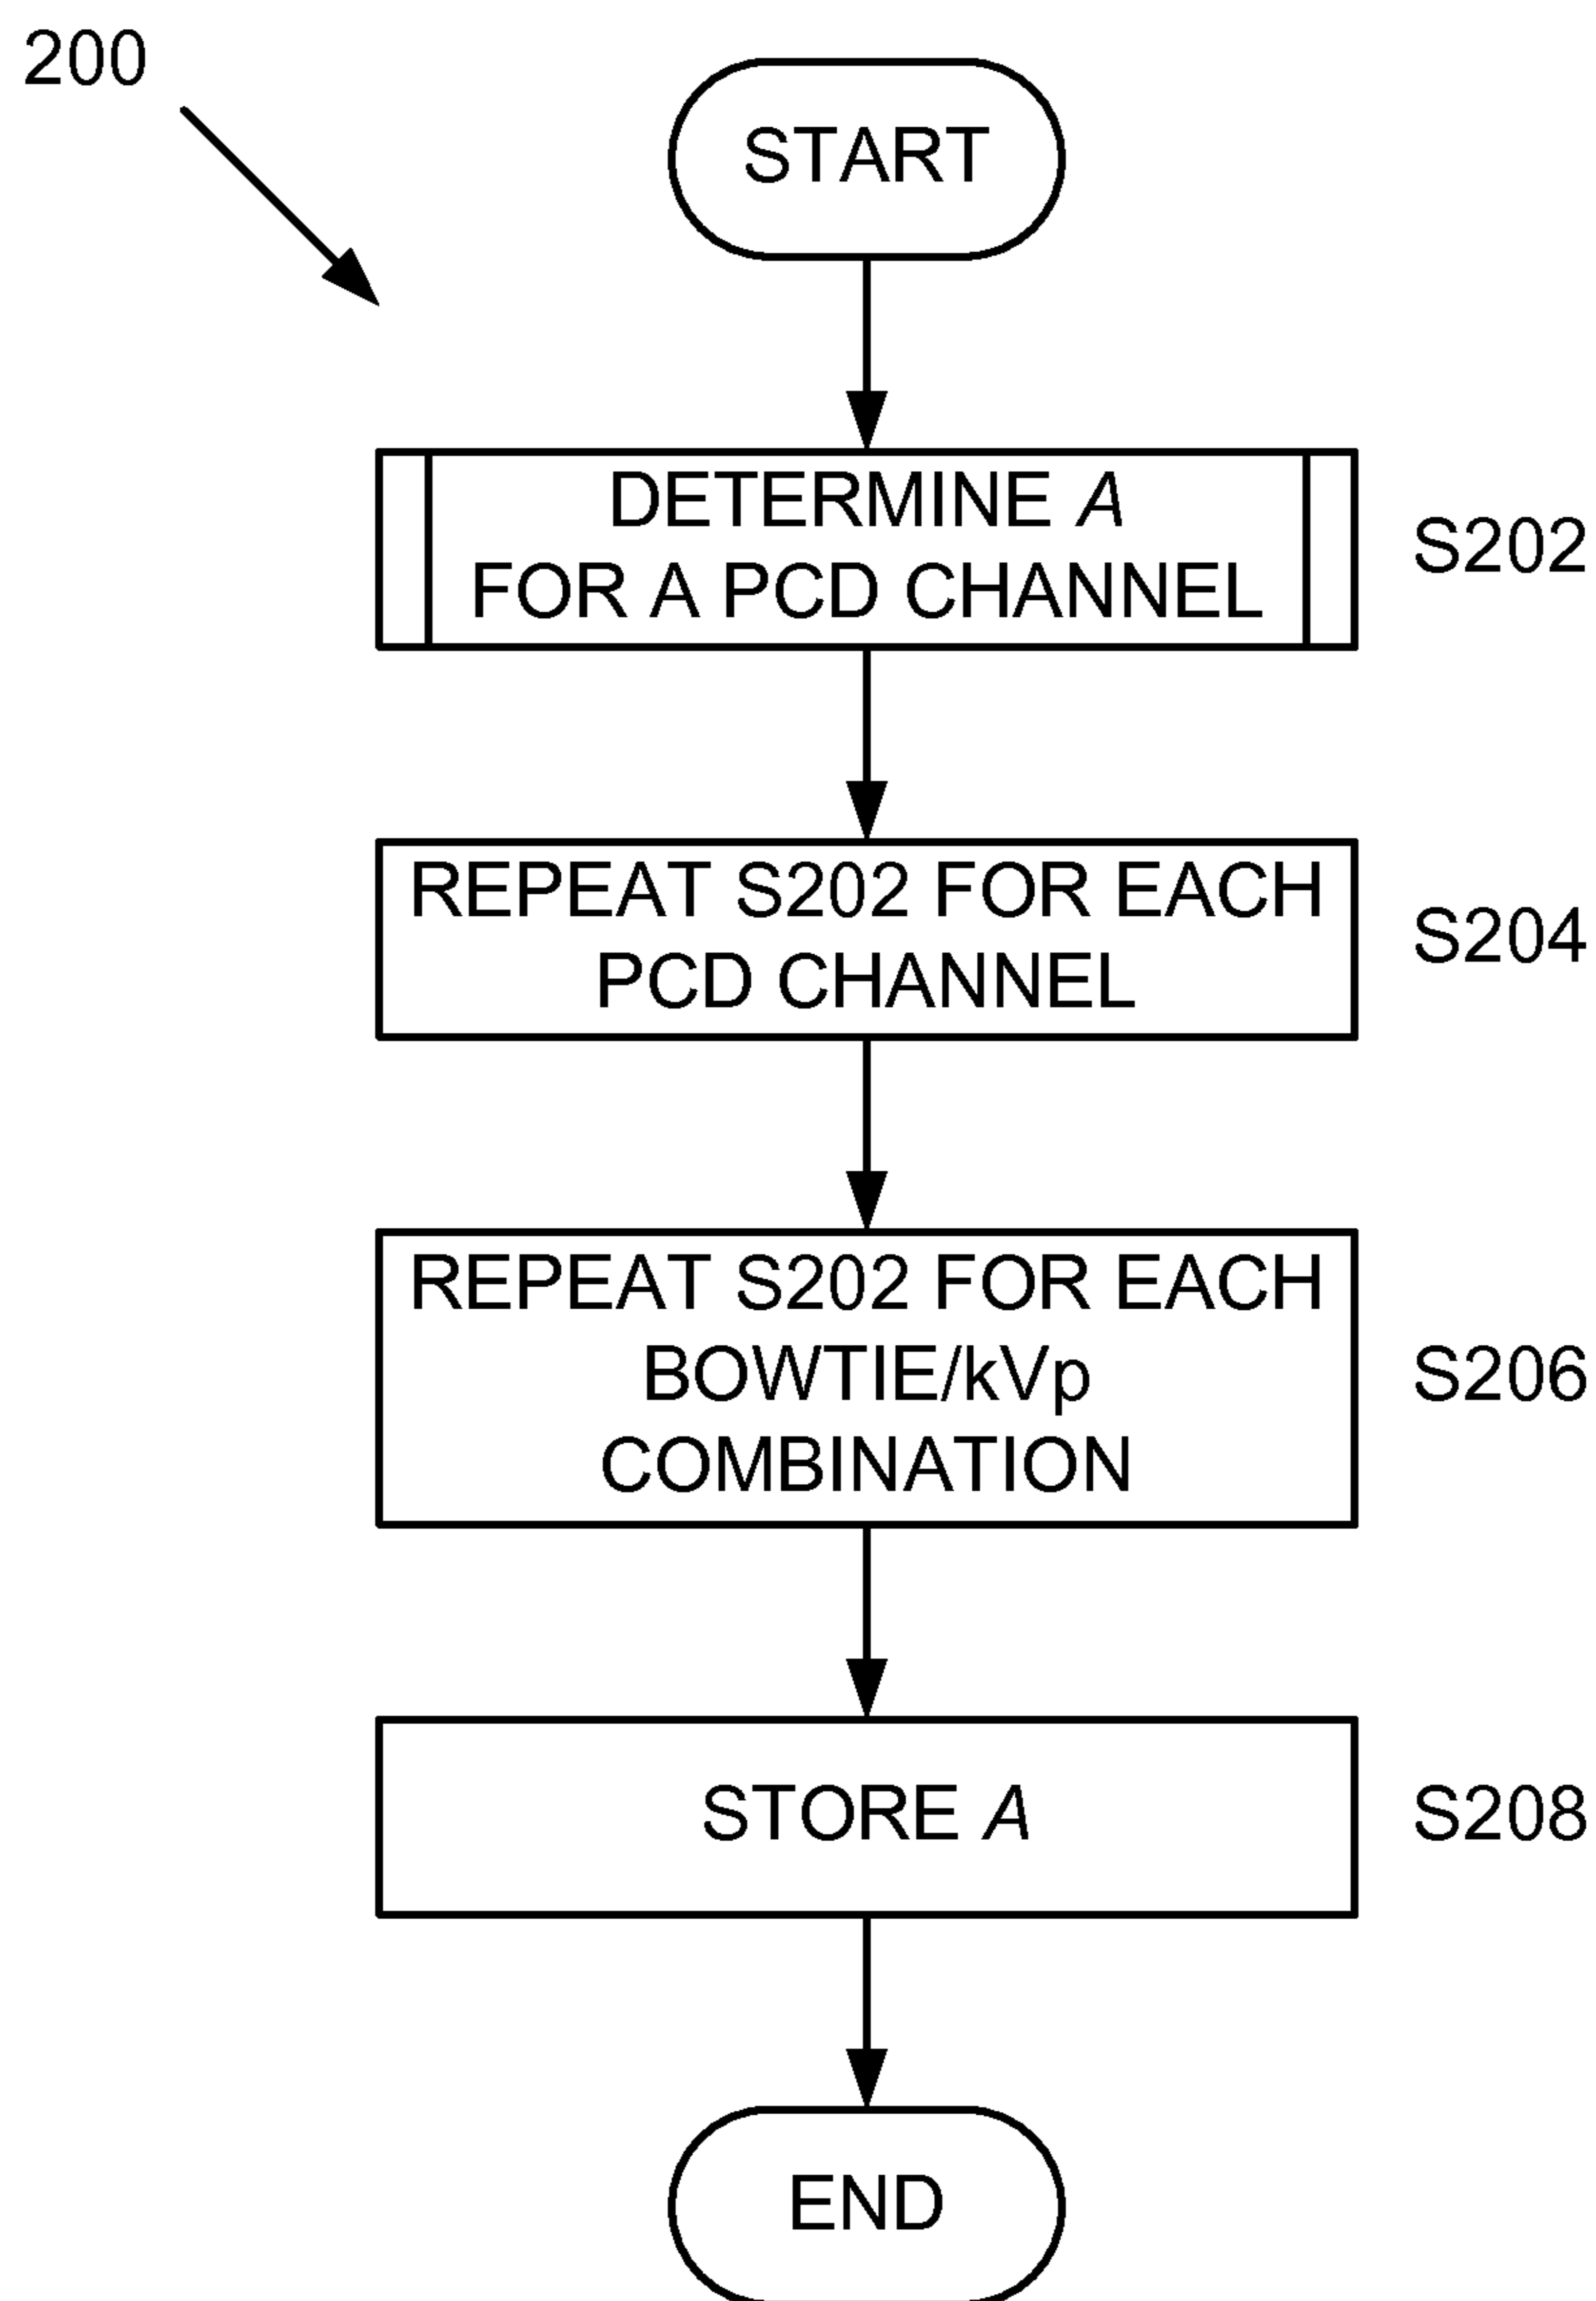 200
START
DETERMINE A
FOR A PCD CHANNEL
S202
REPEAT S202 FOR EACH
PCD CHANNEL
S204
REPEAT S202 FOR EACH
BOWTIE/kVp
COMBINATION
S206
STORE A
S208
END